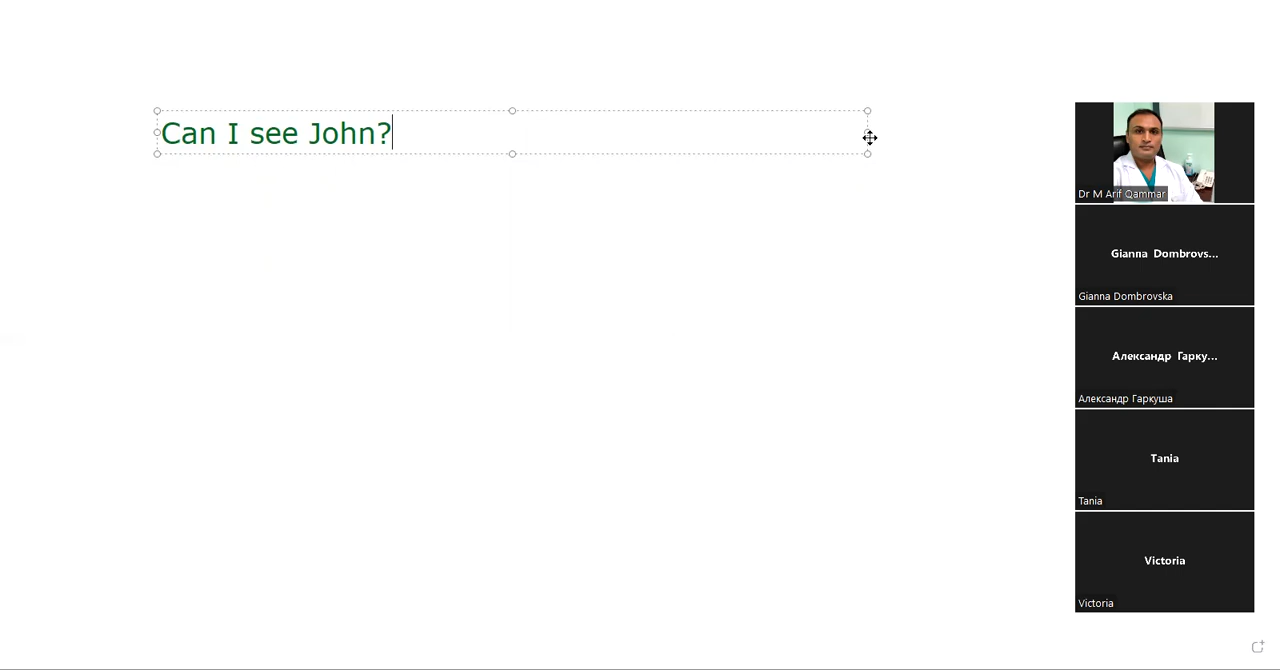 Can I see John?
Dr M Arif Qammar
Gianna Dombrovs...
Gianna Dombrovska
Александр Гарку...
Александр Гаркуша
Tania
Tania
Victoria
Victoria